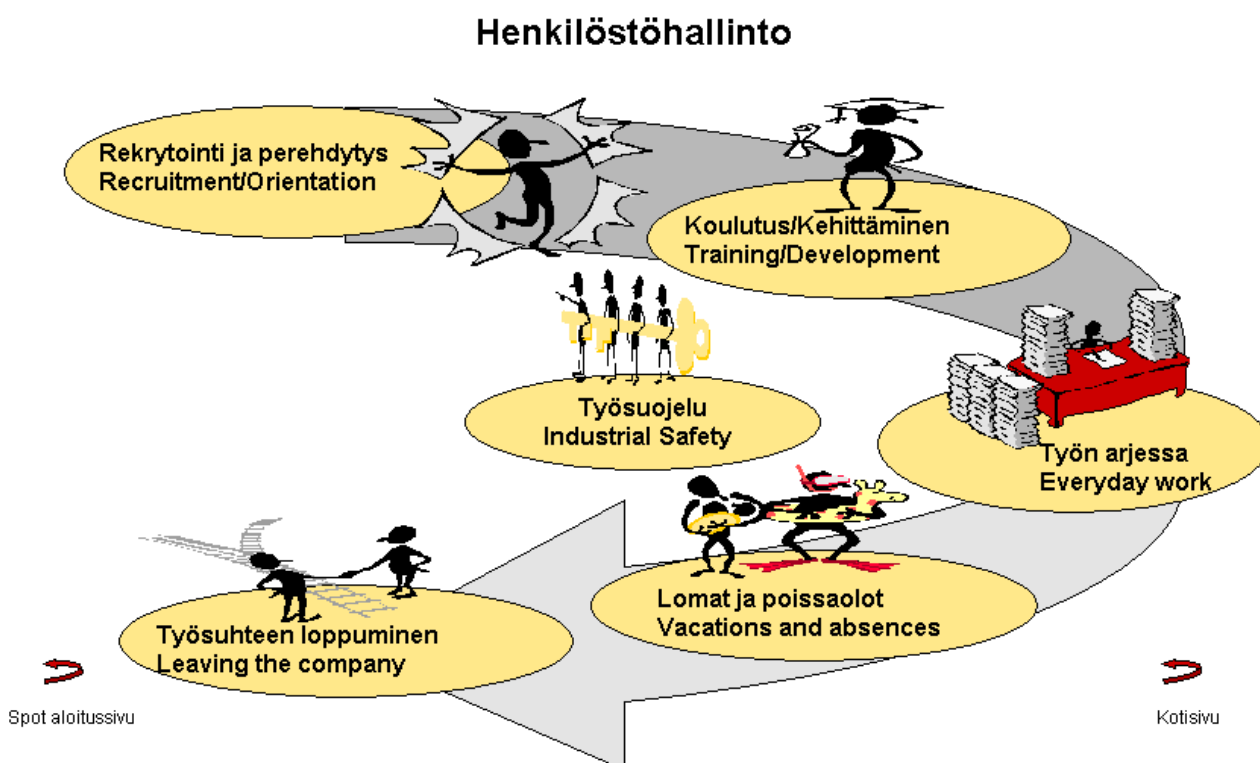 Henkilöstöhallinto
Rekrytointi ja perehdytys
Recruitment/Orientation
Koulutus/Kehittäminen
Training/Development
Työsuojelu
Industrial Safety
Työn arjessa
Everyday work
Lomat ja poissaolot
Vacations and absences
Työsuhteen loppuminen
Leaving the company
Spot aloitussivu
Kotisivu